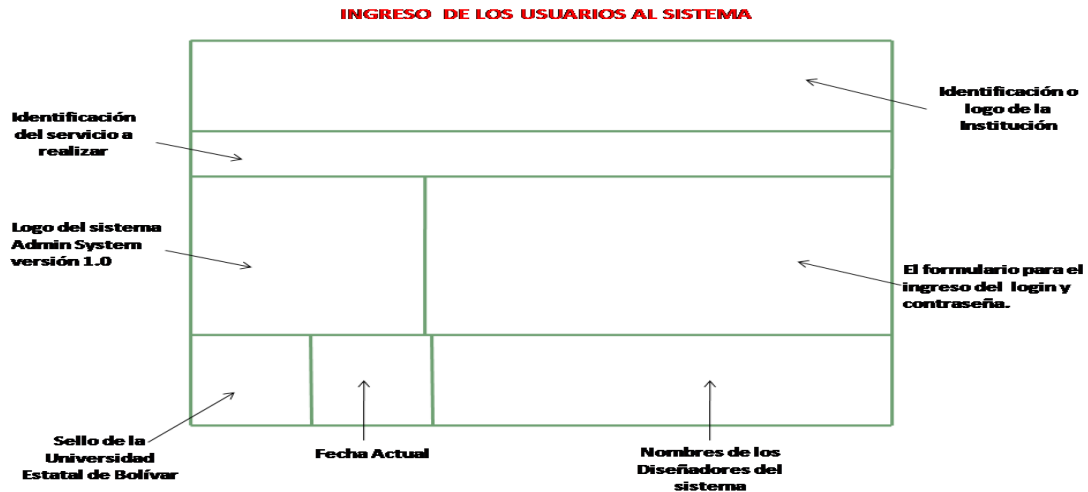 INGRESO DE LOS USUARIOS AL SISTEMA
Identificación o
logo de la
Institución
Identificación
del servicio a
realizar
Logo del sistema
Admin System
versión 1.0
El formulario para el
ingreso del login y
contraseña.
Sello de la
Universidad
Estatal de Bolívar
Fecha Actual
Nombres de los
Diseñadores del
sistema